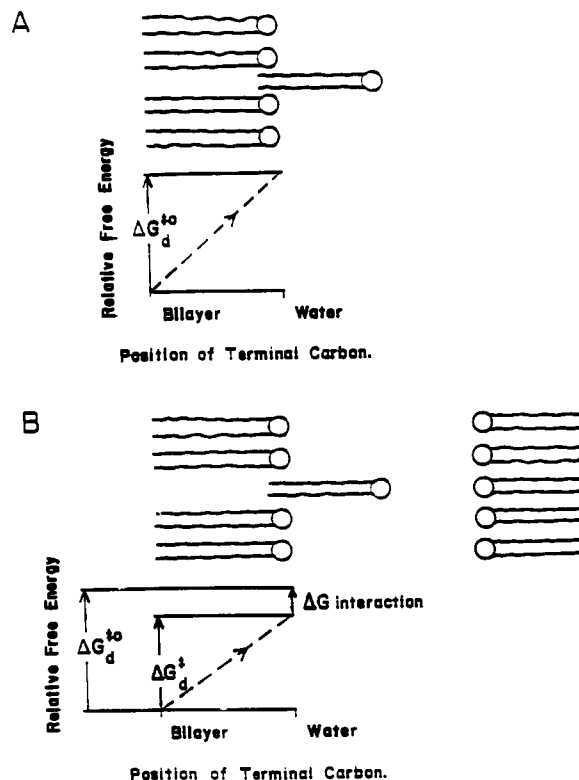 A
Relative Free Energy
ΔG‡o d
Bilayer Water
Position of Terminal Carbon.
B
Relative Free Energy
ΔG‡o d
ΔG‡ d
ΔG interaction
Bilayer Water
Position of Terminal Carbon.